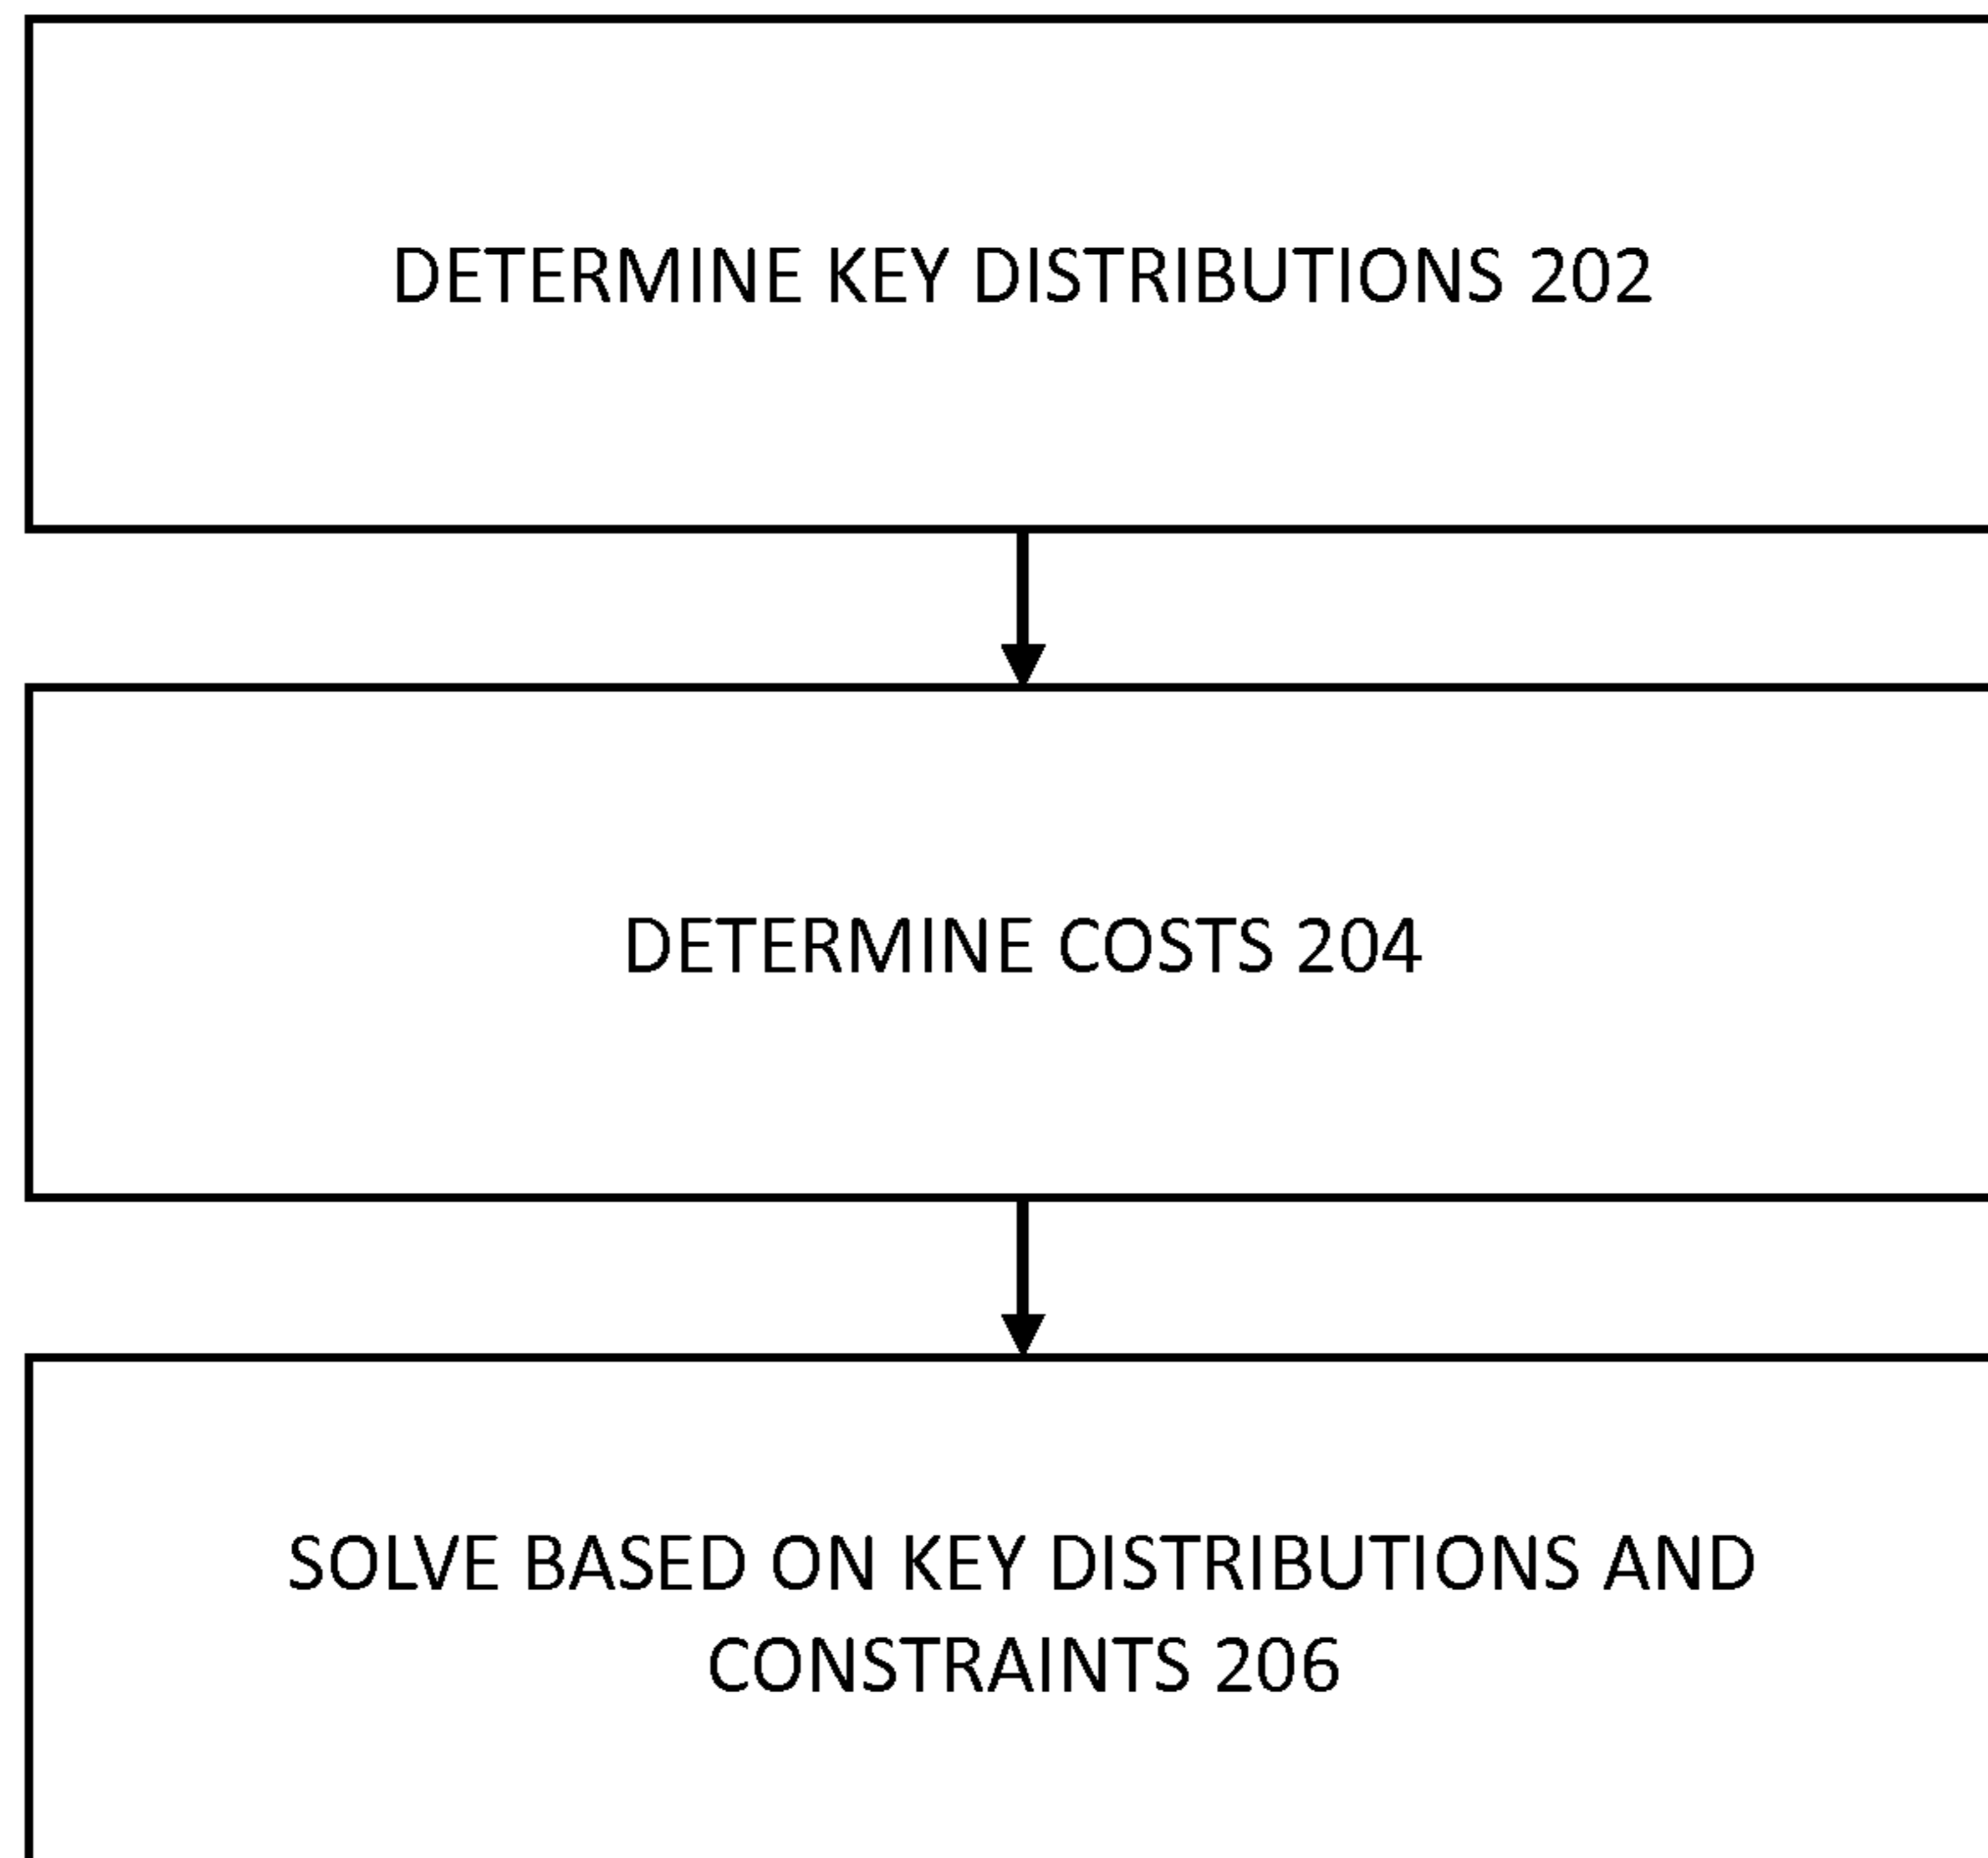 DETERMINE KEY DISTRIBUTIONS 202
DETERMINE COSTS 204
SOLVE BASED ON KEY DISTRIBUTIONS AND
CONSTRAINTS 206